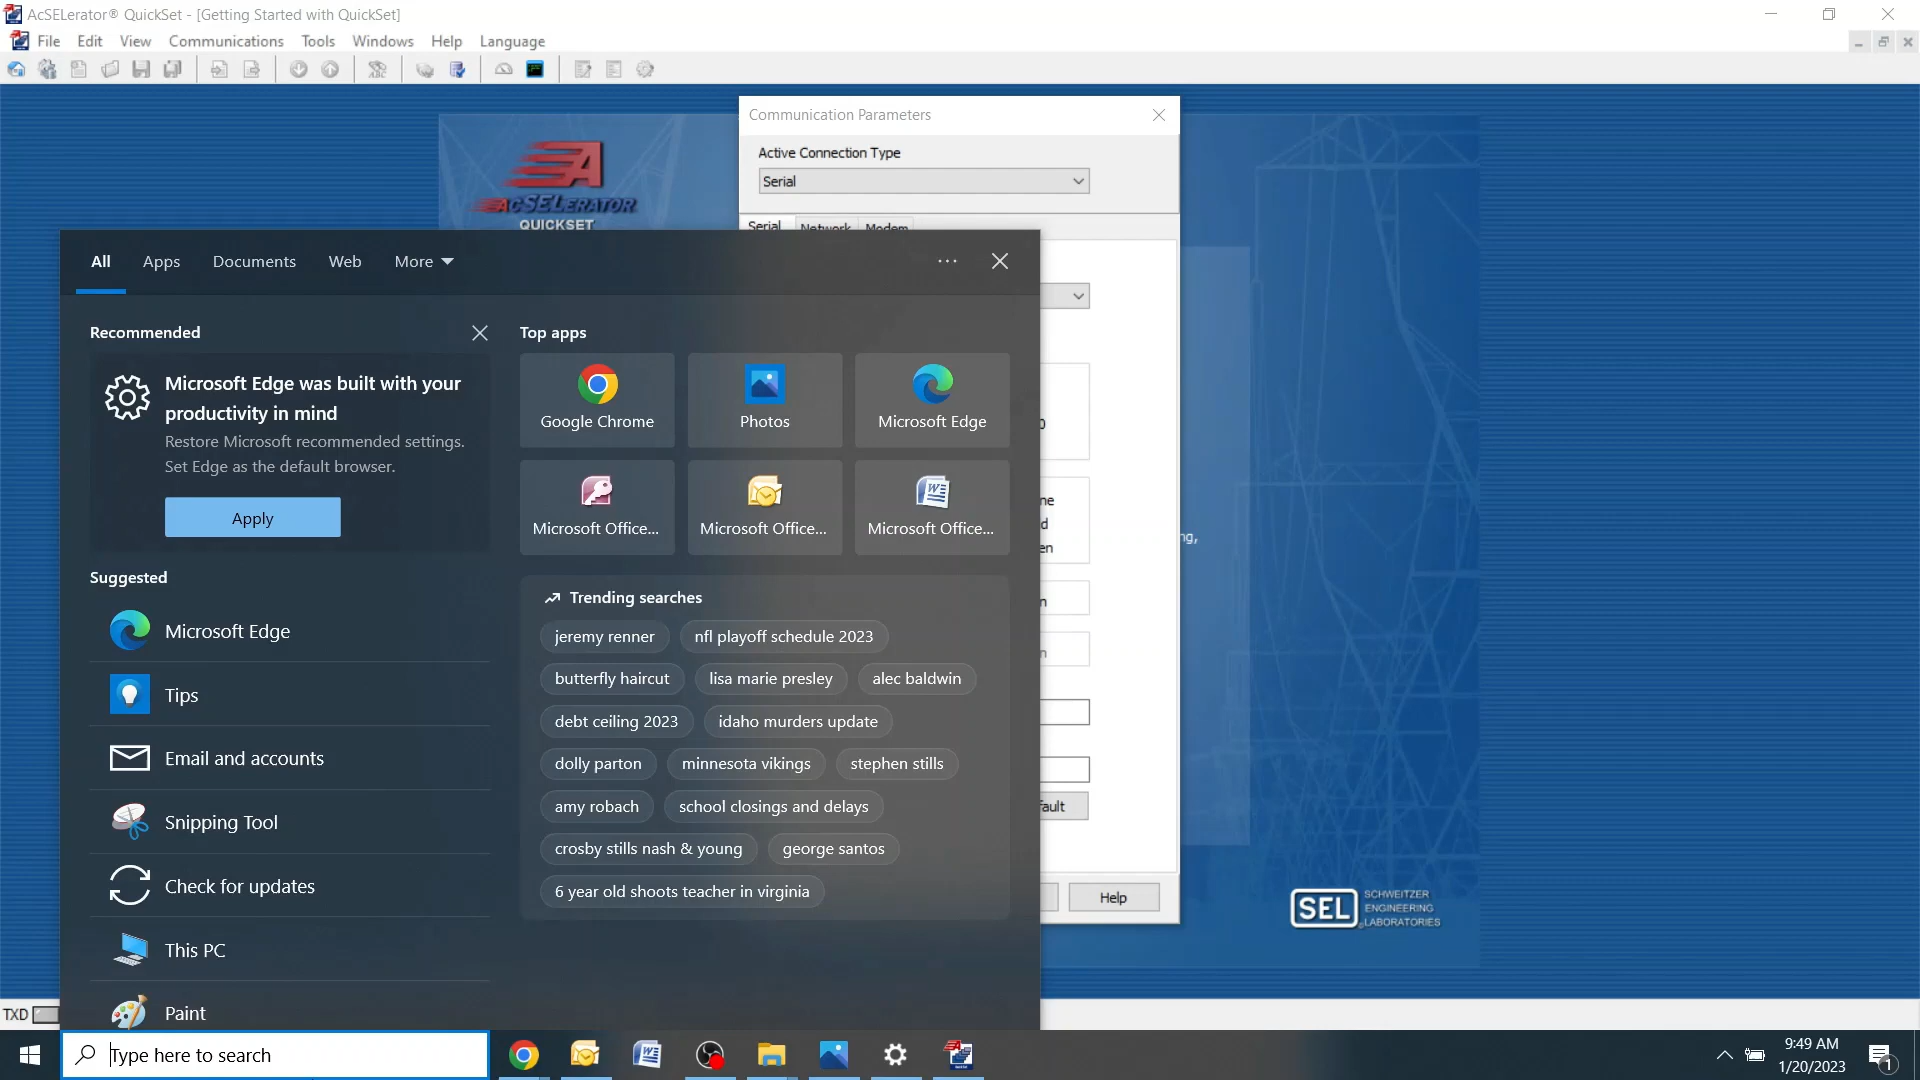 AcSELerator® QuickSet - [Getting Started with QuickSet]
File Edit View Communications Tools Windows Help Language
Communication Parameters
Active Connection Type
Serial
Serial Network Modem
ACSELERATOR
QUICKSET
All Apps Documents Web More
Recommended
Microsoft Edge was built with your
productivity in mind
Restore Microsoft recommended settings.
Set Edge as the default browser.
Apply
Suggested
Microsoft Edge
Tips
Email and accounts
Snipping Tool
Check for updates
This PC
Paint
Top apps
Google Chrome Photos Microsoft Edge
Microsoft Office... Microsoft Office... Microsoft Office...
Trending searches
jeremy renner nfl playoff schedule 2023
butterfly haircut lisa marie presley alec baldwin
debt ceiling 2023 idaho murders update
dolly parton minnesota vikings stephen stills
amy robach school closings and delays
crosby stills nash & young george santos
6 year old shoots teacher in virginia
ne
d
en
n
n
ng,
fault
Help
SEL SCHWEITZER
ENGINEERING
LABORATORIES
TXD
Type here to search
9:49 AM
1/20/2023
1